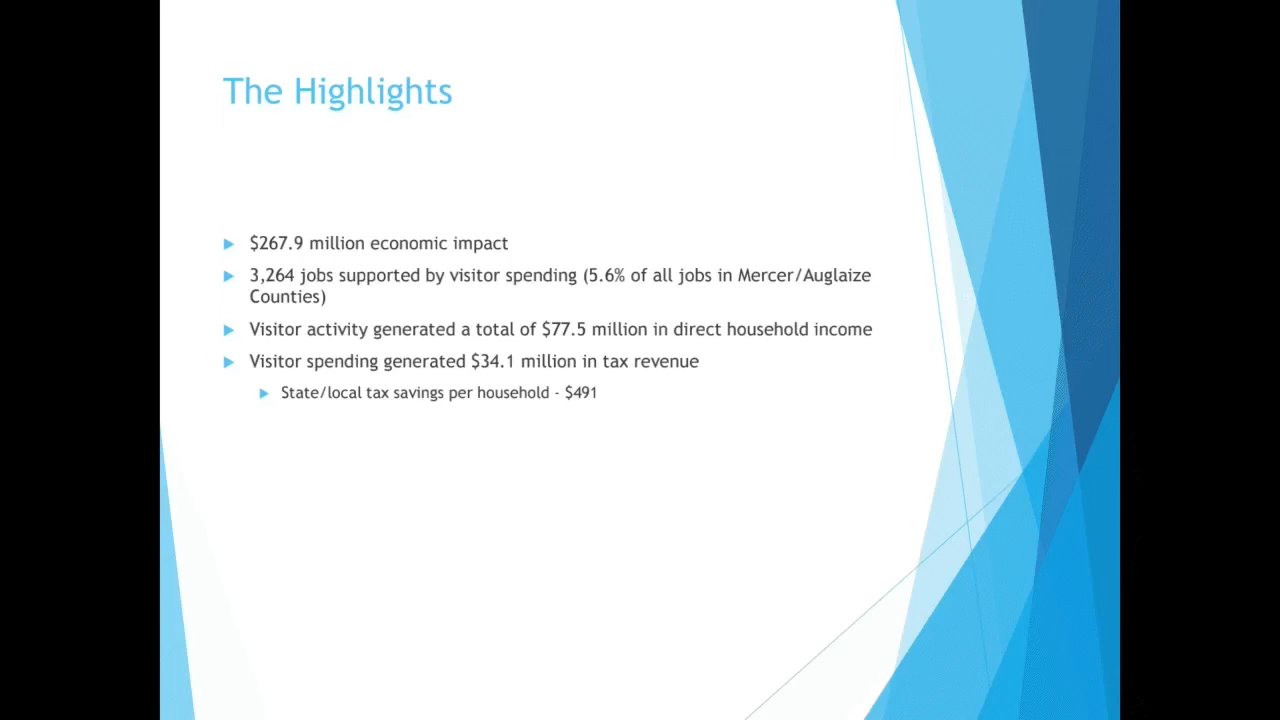 The Highlights
$267.9 million economic impact
3,264 jobs supported by visitor spending (5.6% of all jobs in Mercer/Auglaize
Counties)
Visitor activity generated a total of $77.5 million in direct household income
Visitor spending generated $34.1 million in tax revenue
State/local tax savings per household - $491